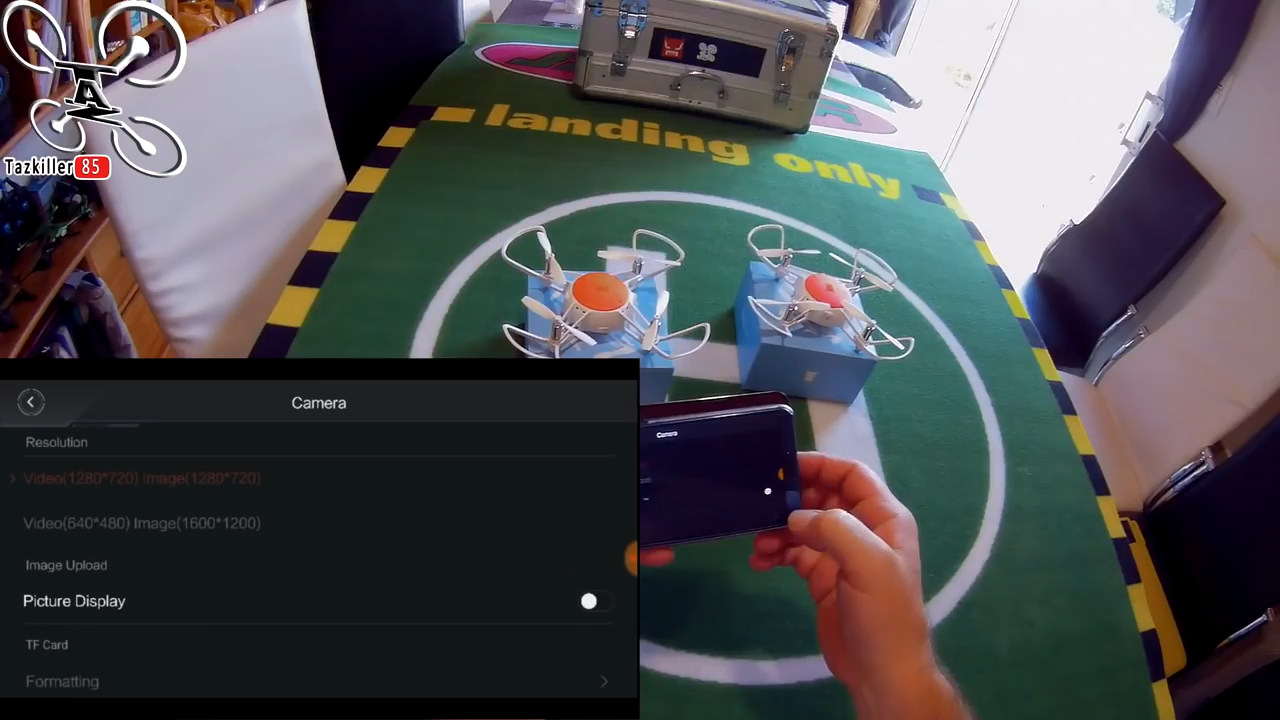 A
Tazkiller 85
landing only
Camera
Resolution
Video(1280*720) Image(1280*720)
Video(640*480) Image(1600*1200)
Image Upload
Picture Display
TF Card
Formatting
Camera